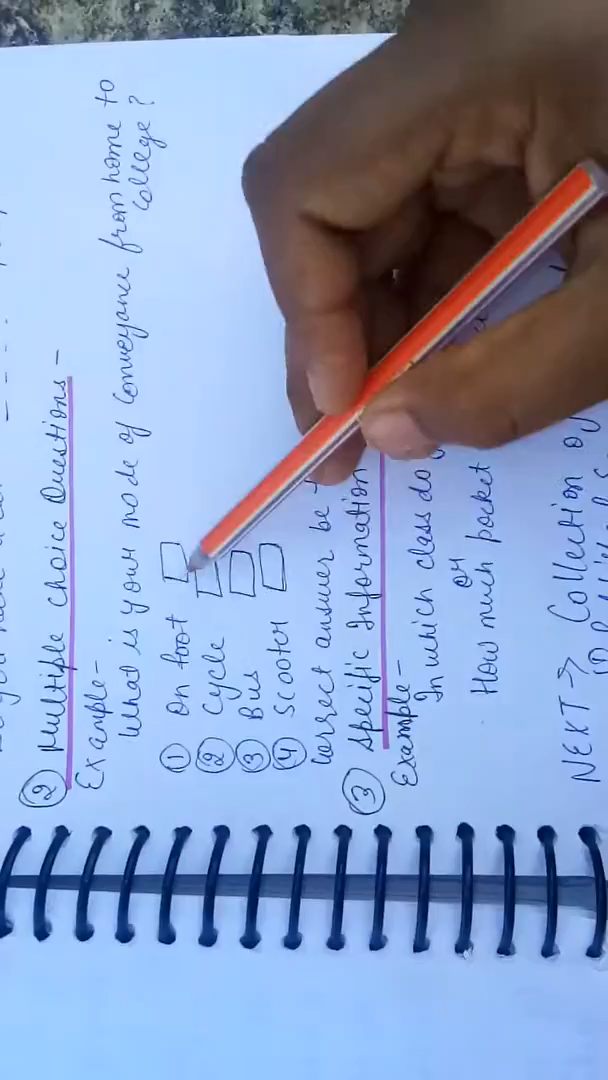 ② Multiple choice Questions -
Example -
What is your mode of conveyance from home to
College ?
① On foot
② Cycle
③ Bus
④ Scooter
Correct answer be
③ Specific Information
Example -
In which class do
or
How much pocket
NEXT → Collection of